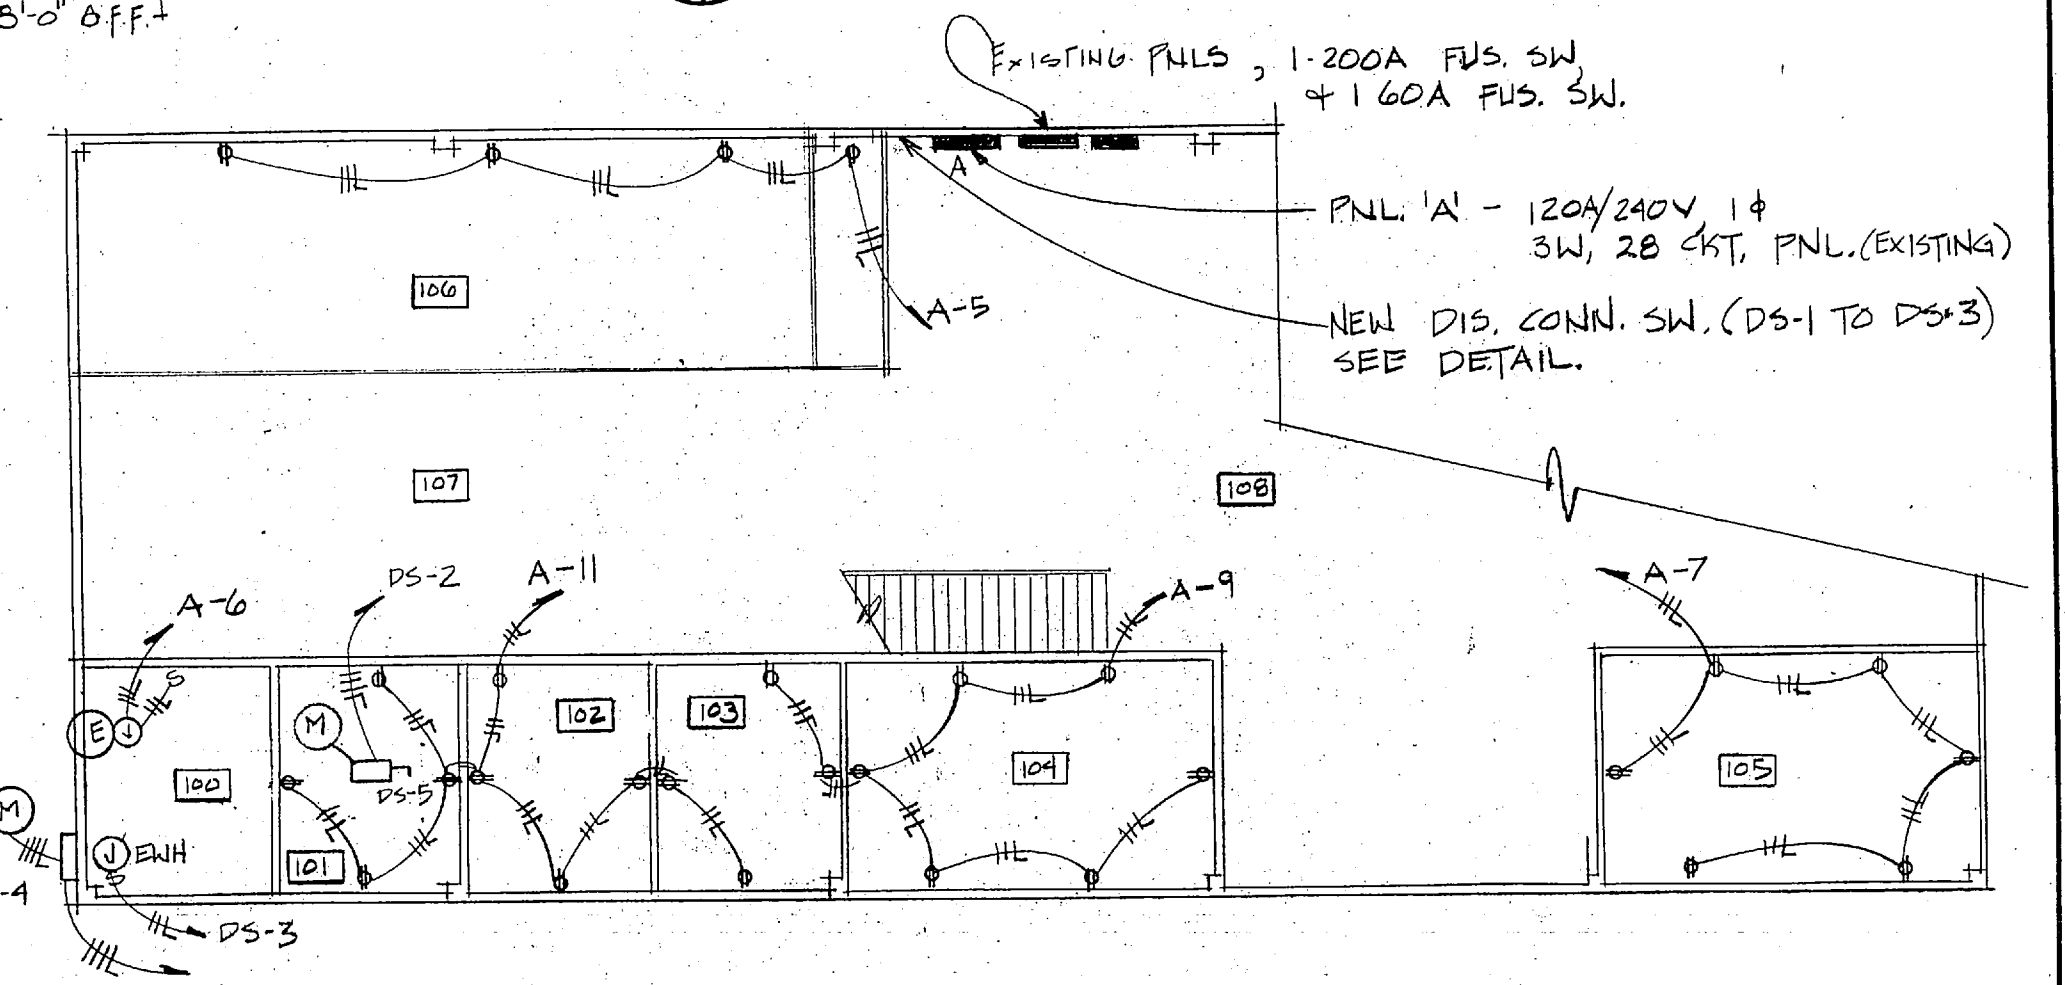 8'-0" A.F.F.+
EXISTING PNLS, 1-200A FUS. SW,
& 1 60A FUS. SW.
A
PNL. 'A' - 120A/240V, 1 ϕ
3W, 28 CKT, PNL. (EXISTING)
106
A-5
NEW DIS. CONN. SW. (DS-1 TO DS-3)
SEE DETAIL.
107
108
A-6
DS-2
A-11
A-9
A-7
S
E
J
M
102
103
104
105
100
DS-5
M
J EWH
S
101
-4
DS-3